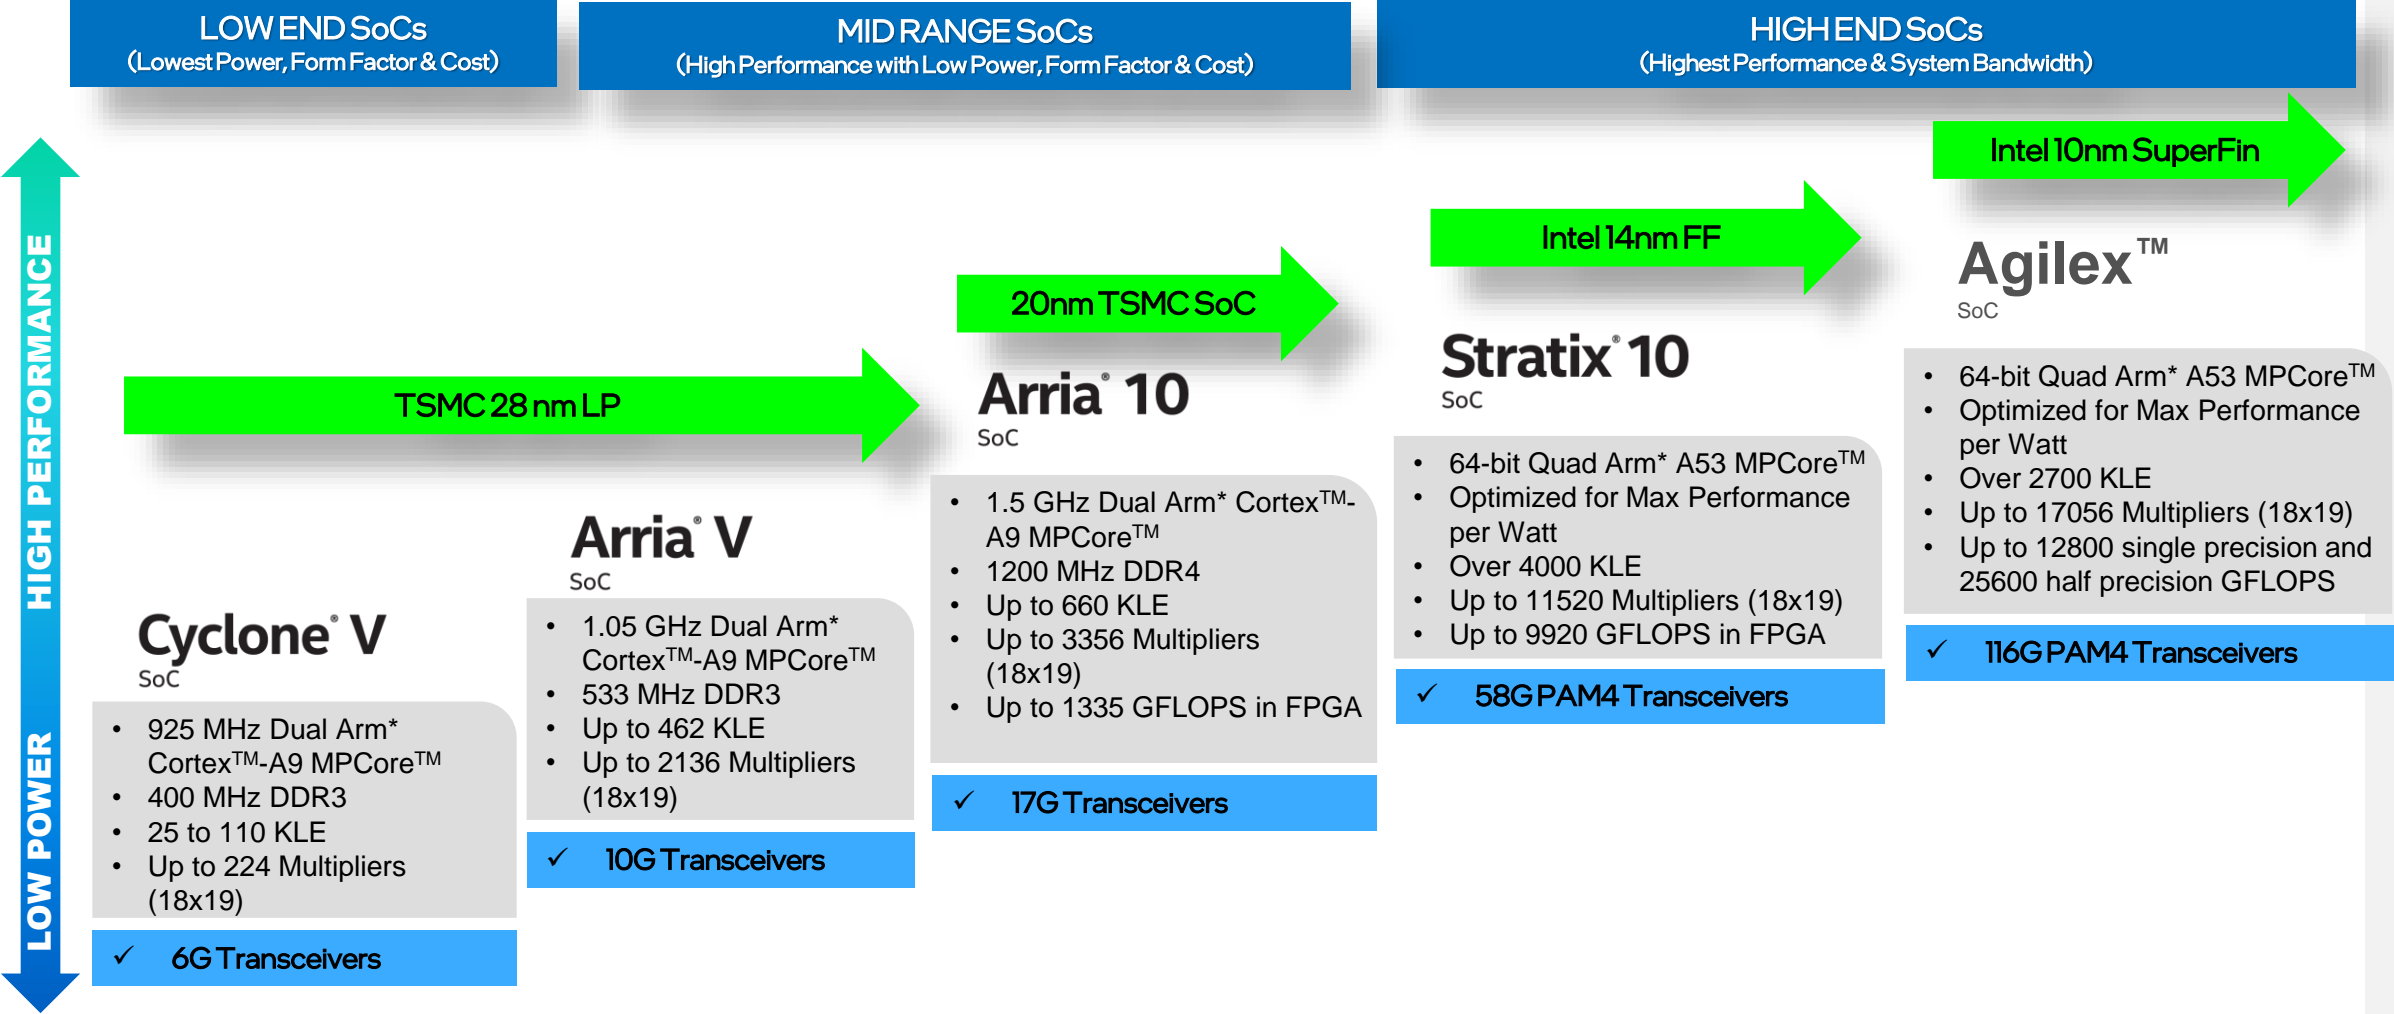 LOW END SoCs
(Lowest Power, Form Factor & Cost)
MID RANGE SoCs
(High Performance with Low Power, Form Factor & Cost)
HIGH END SoCs
(Highest Performance & System Bandwidth)
HIGH PERFORMANCE
LOW POWER
TSMC 28 nm LP
20nm TSMC SoC
Intel 14nm FF
Intel 10nm SuperFin
Cyclone® V
SoC
• 925 MHz Dual Arm*
Cortex™-A9 MPCore™
• 400 MHz DDR3
• 25 to 110 KLE
• Up to 224 Multipliers
(18x19)
✓ 6G Transceivers
Arria® V
SoC
• 1.05 GHz Dual Arm*
Cortex™-A9 MPCore™
• 533 MHz DDR3
• Up to 462 KLE
• Up to 2136 Multipliers
(18x19)
✓ 10G Transceivers
Arria® 10
SoC
• 1.5 GHz Dual Arm* Cortex™-
A9 MPCore™
• 1200 MHz DDR4
• Up to 660 KLE
• Up to 3356 Multipliers
(18x19)
• Up to 1335 GFLOPS in FPGA
✓ 17G Transceivers
Stratix® 10
SoC
• 64-bit Quad Arm* A53 MPCore™
• Optimized for Max Performance
per Watt
• Over 4000 KLE
• Up to 11520 Multipliers (18x19)
• Up to 9920 GFLOPS in FPGA
✓ 58G PAM4 Transceivers
Agilex™
SoC
• 64-bit Quad Arm* A53 MPCore™
• Optimized for Max Performance
per Watt
• Over 2700 KLE
• Up to 17056 Multipliers (18x19)
• Up to 12800 single precision and
25600 half precision GFLOPS
✓ 116G PAM4 Transceivers